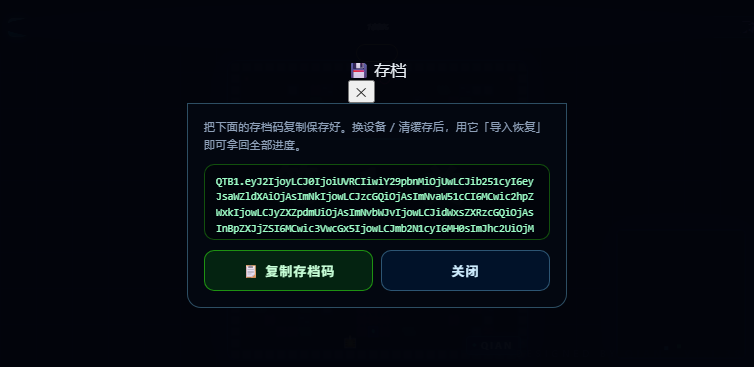 💾 存档
×
把下面的存档码复制保存好。换设备 / 清缓存后，用它「导入恢复」
即可拿回全部进度。
QTB1.eyJ2IjoyLCJ0IjoiUVRCIiwiY29pbnMiOjUwLCJib251cyI6ey
JsaWZldXAiOjAsImNkIjowLCJzcGQiOjAsImNvaW51cCI6MCwic2hpZ
WxkIjowLCJyZXZpdmUiOjAsImNvbWJvIjowLCJidWxsZXRzcGQiOjAs
InBpZXJjZSI6MCwic3VwcGx5IjowLCJmb2N1cyI6MH0sImJhc2UiOjM
📋 复制存档码
关闭